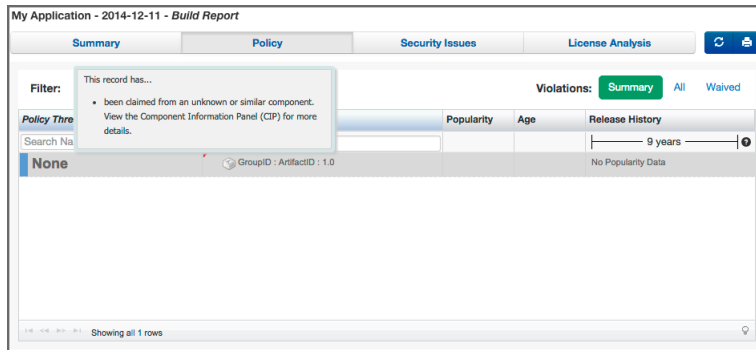 My Application - 2014-12-11 - Build Report
Summary
Policy
Security Issues
License Analysis
Filter:
This record has...
• been claimed from an unknown or similar component.
View the Component Information Panel (CIP) for more
details.
Violations:
Summary
All
Waived
Policy Thre
Popularity
Age
Release History
Search Na
9 years
?
None
GroupID : ArtifactID : 1.0
No Popularity Data
Showing all 1 rows